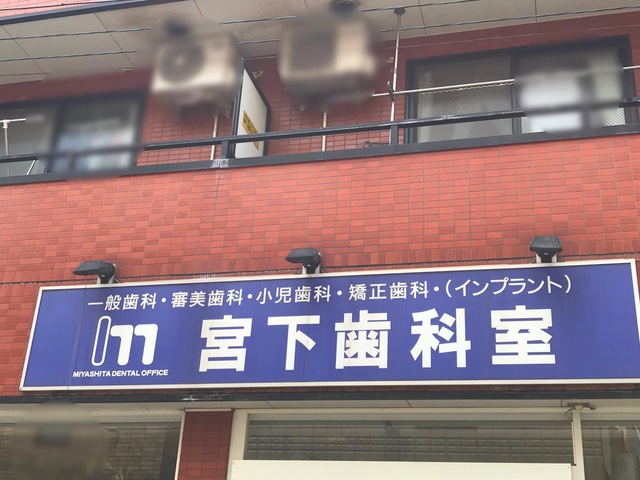 一般歯科・審美歯科・小児歯科・矯正歯科・(インプラント)
宮下歯科室
MIYASHITA DENTAL OFFICE